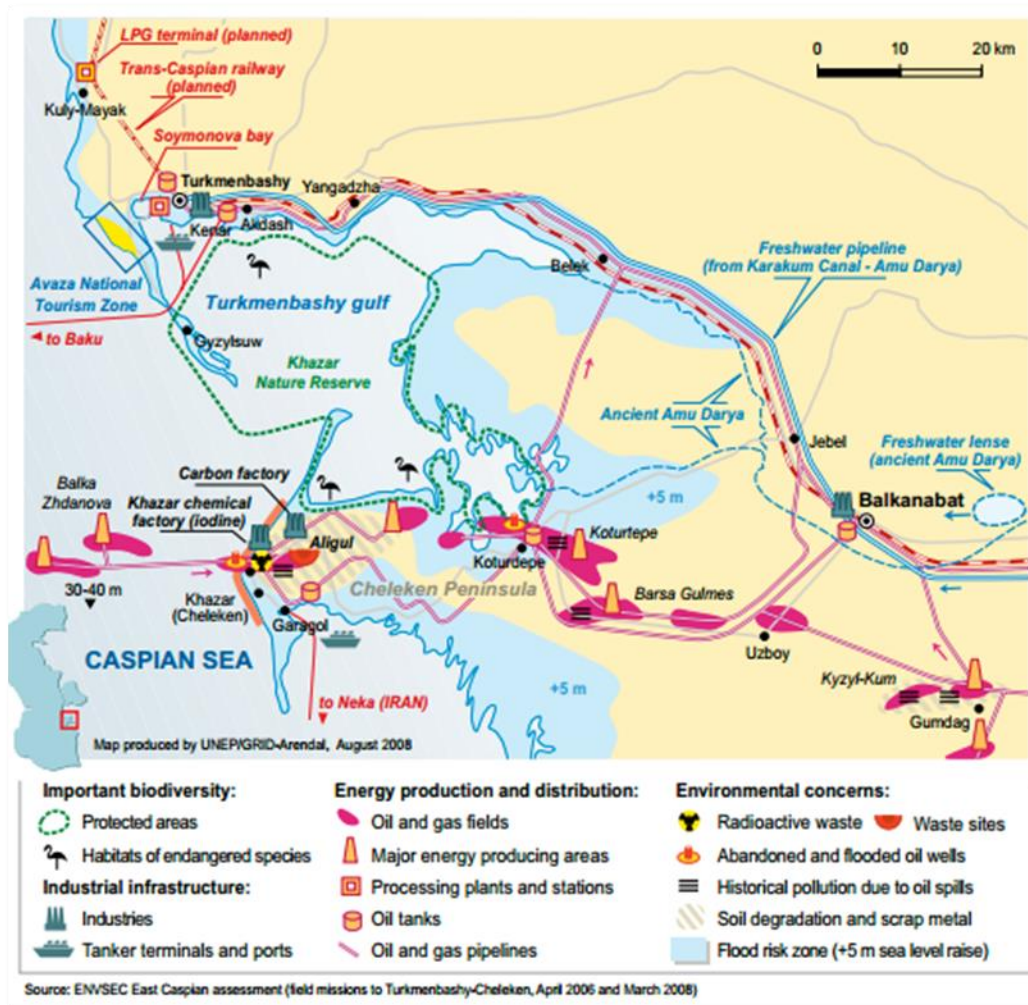 LPG terminal (planned)
Trans-Caspian railway
(planned)
Kuly-Mayak
Soymonova bay
0 10 20 km
Turkmenbashy
Yangadzha
Kenar
Akdash
Belek
Freshwater pipeline
(from Karakum Canal - Amu Darya)
Avaza National
Tourism Zone
Turkmenbashy gulf
to Baku
Gyzylsuw
Khazar
Nature Reserve
Ancient Amu Darya
Jebel
Freshwater lense
(ancient Amu Darya)
Carbon factory
Balka
Zhdanova
Khazar chemical
factory (iodine)
+5 m
Balkanabat
Aligul
Koturtepe
Koturdepe
30-40 m
Cheleken Peninsula
Barsa Gulmes
Khazar
(Cheleken)
Garagol
Uzboy
CASPIAN SEA
+5 m
Kyzyl-Kum
to Neka (IRAN)
Gumdag
Map produced by UNEP/GRID-Arendal, August 2008
Important biodiversity:
Protected areas
Habitats of endangered species
Industrial infrastructure:
Industries
Tanker terminals and ports
Energy production and distribution:
Oil and gas fields
Major energy producing areas
Processing plants and stations
Oil tanks
Oil and gas pipelines
Environmental concerns:
Radioactive waste Waste sites
Abandoned and flooded oil wells
Historical pollution due to oil spills
Soil degradation and scrap metal
Flood risk zone (+5 m sea level raise)
Source: ENVSEC East Caspian assessment (field missions to Turkmenbashy-Cheleken, April 2006 and March 2008)